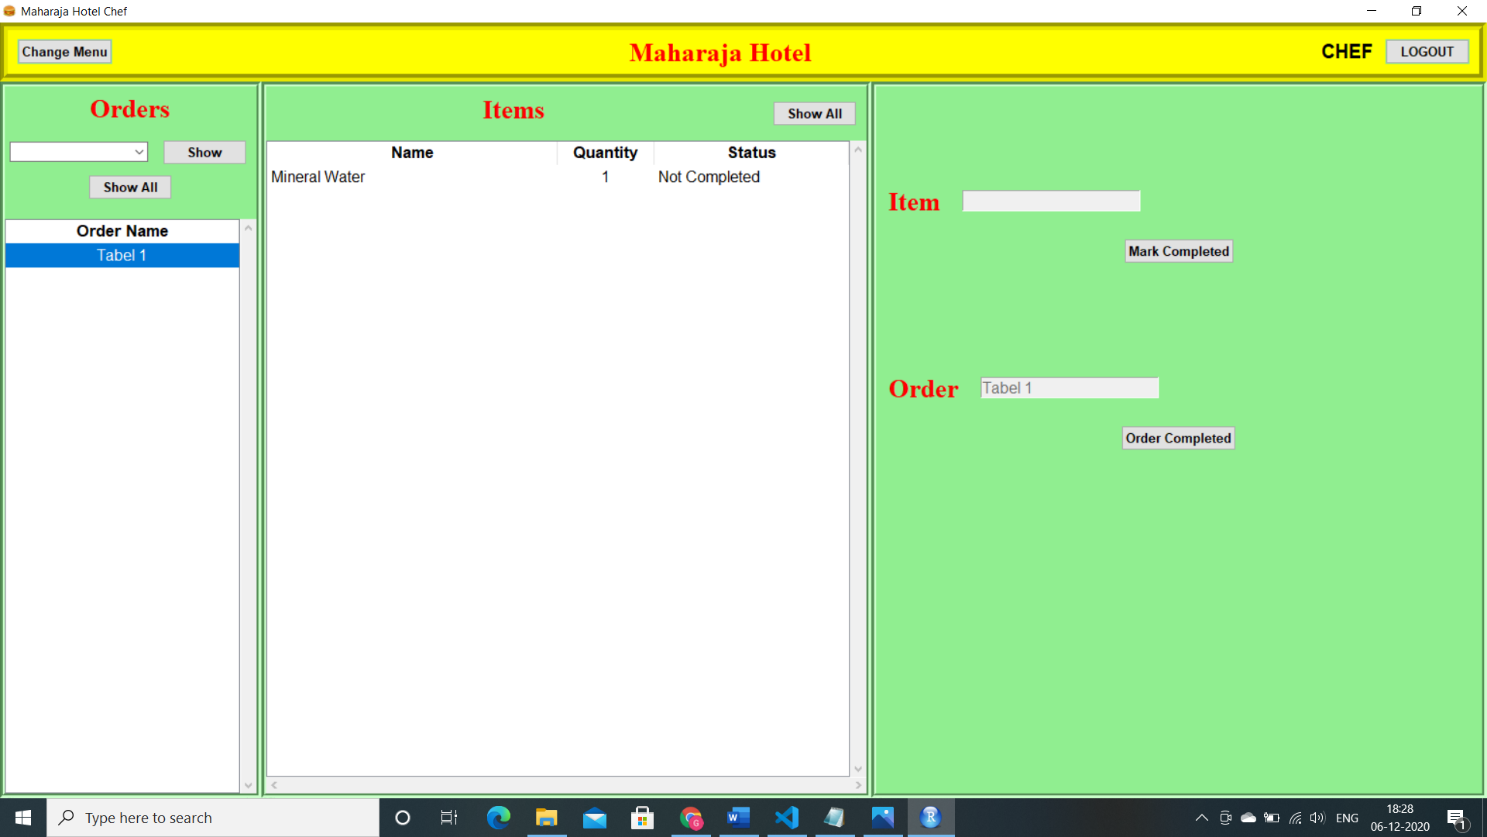 Maharaja Hotel Chef
Change Menu
Maharaja Hotel
CHEF
LOGOUT
Orders
Show
Show All
Order Name
Tabel 1
Items
Show All
Name Quantity Status
Mineral Water 1 Not Completed
Item
Mark Completed
Order Tabel 1
Order Completed
Type here to search
ENG
18:28
06-12-2020
1